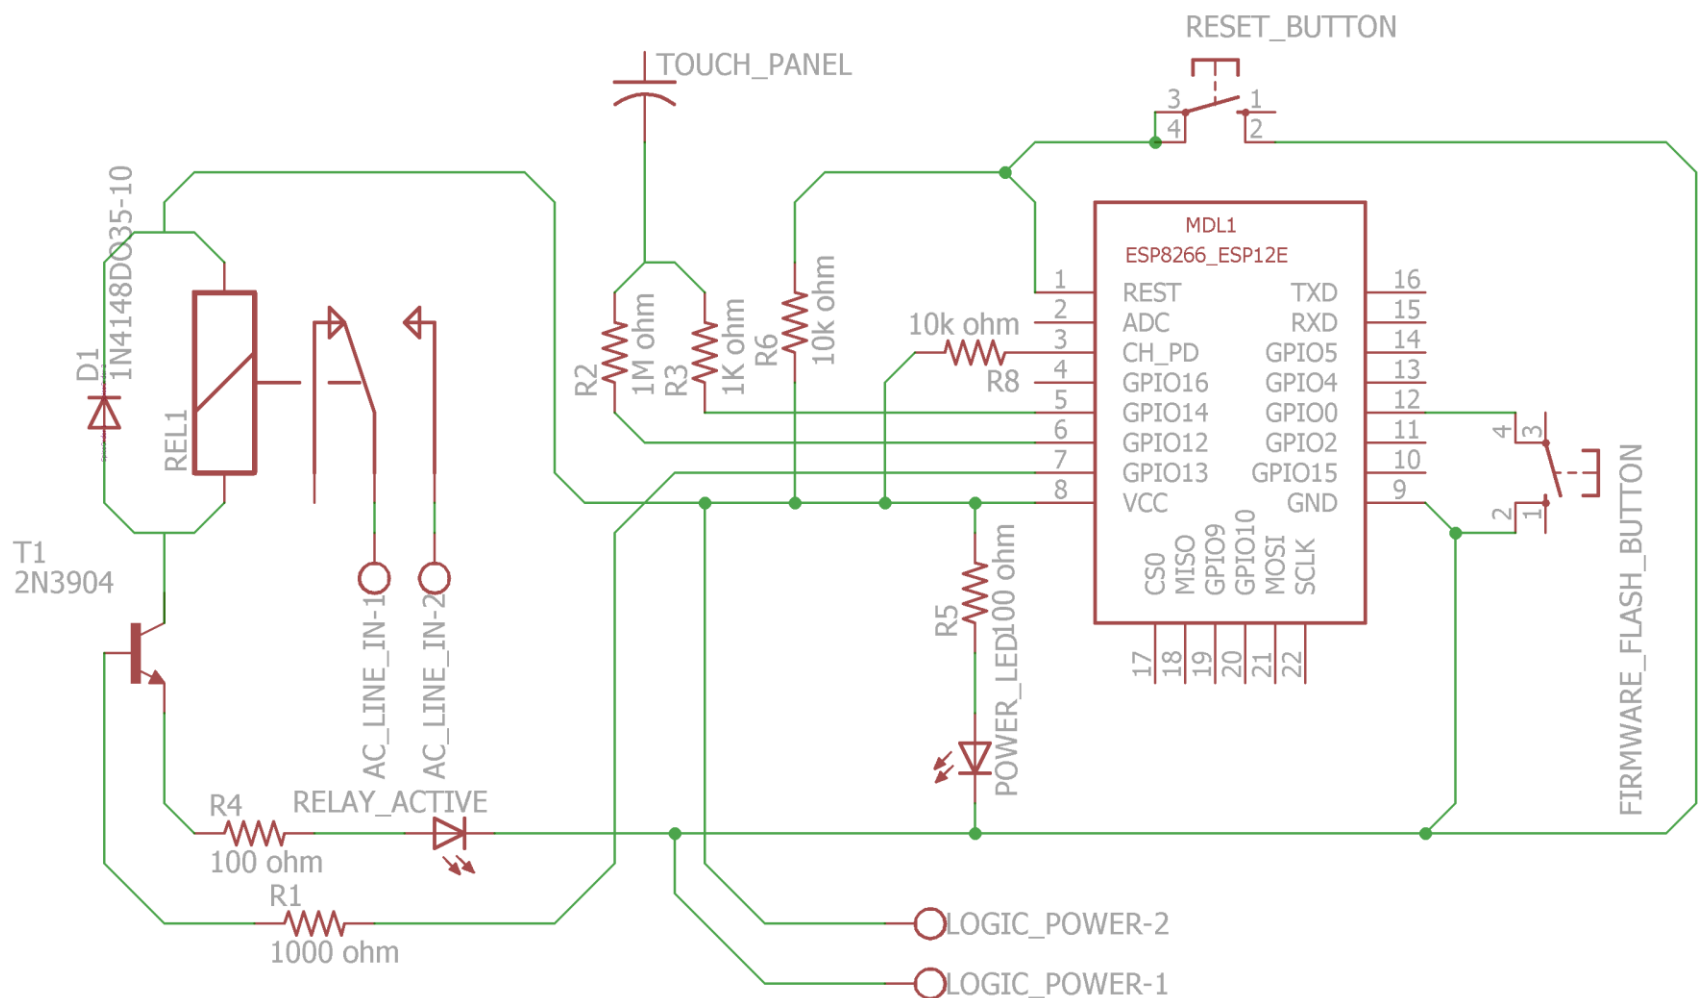 RESET_BUTTON
3
1
4
2
TOUCH_PANEL
D1
1N4148DO35-10
REL1
R2
1M ohm
R3
1K ohm
R6
10k ohm
10k ohm
R8
MDL1
ESP8266_ESP12E
1
REST
TXD
16
2
ADC
RXD
15
3
CH_PD
GPIO5
14
4
GPIO16
GPIO4
13
5
GPIO14
GPIO0
12
6
GPIO12
GPIO2
11
7
GPIO13
GPIO15
10
8
VCC
GND
9
CS0
MISO
GPIO9
GPIO10
MOSI
SCLK
17
18
19
20
21
22
4
3
2
1
FIRMWARE_FLASH_BUTTON
T1
2N3904
AC_LINE_IN-1
AC_LINE_IN-2
R5
100 ohm
POWER_LED
R4
100 ohm
RELAY_ACTIVE
R1
1000 ohm
LOGIC_POWER-2
LOGIC_POWER-1